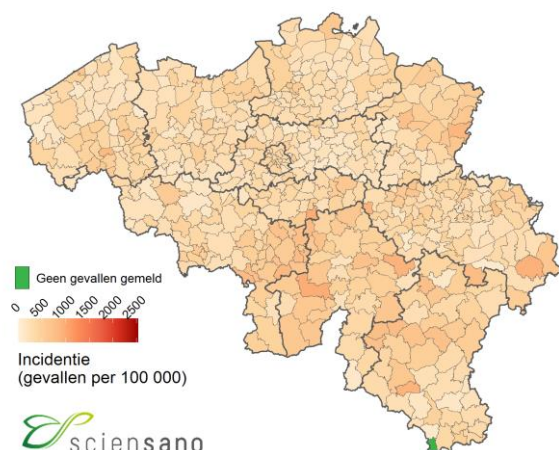 Geen gevallen gemeld
0 500 1000 1500 2000 2500
Incidentie
(gevallen per 100 000)
sciensano